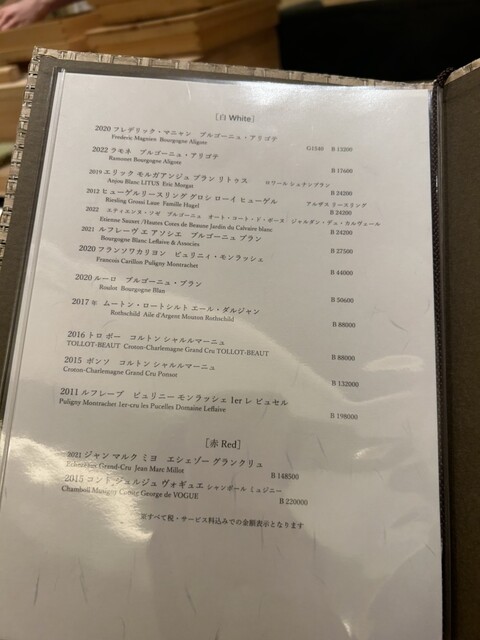 ［白 White］
2020 フレデリック・マニャン　ブルゴーニュ・アリゴテ
Frederic Magnien Bourgogne Aligote　G1540　B 13200
2022 ラモネ　ブルゴーニュ・アリゴテ
Ramonet Bourgogne Aligote　B 17600
2019 エリック モルガアンジュ ブラン リトゥス　ロワール シュナンブラン
Anjou Blanc LITUS Eric Morgat　B 24200
2012 ヒューゲルリースリング グロシ ローイ ヒューゲル　アルザス リースリング
Riesling Grossi Laue Famille Hugel　B 24200
2022　エティエンヌ・ソゼ　ブルゴーニュ　オート・コート・ド・ボーヌ　ジャルダン・デュ・カルヴェール
Etienne Sauzet /Hautes Cotes de Beaune Jardin du Calvaire blanc　B 24200
2021 ルフレーヴ エ アソシエ　ブルゴーニュ ブラン
Bourgogne Blanc Leflaive & Associes　B 27500
2020 フランソワカリヨン　ピュリニィ・モンラッシェ
Francois Carillon Puligny Montrachet　B 44000
2020 ルーロ　ブルゴーニュ・ブラン
Roulot Bourgogne Blan　B 50600
2017 年　ムートン・ロートシルト エール・ダルジャン
Rothschild Aile d'Argent Mouton Rothschild　B 88000
2016 トロ ボー　コルトン シャルルマーニュ
TOLLOT-BEAUT Croton-Charlemagne Grand Cru TOLLOT-BEAUT　B 88000
2015 ポンソ　コルトン シャルルマーニュ
Croton-Charlemagne Grand Cru Ponsot　B 132000
2011 ルフレーブ　ピュリニー モンラッシェ 1er レ ピュセル
Puligny Montrachet 1er-cru les Pucelles Domaine Leflaive　B 198000
［赤 Red］
2021 ジャン マルク ミヨ　エシェゾー グランクリュ
Echezeaux Grand-Cru Jean Marc Millot　B 148500
2015 コント ジョルジュ ヴォギュエ シャンボール ミュジニー
Chamboll Musigny Comte George de VOGUE　B 220000
すべて税・サービス料込みでの金額表示となります